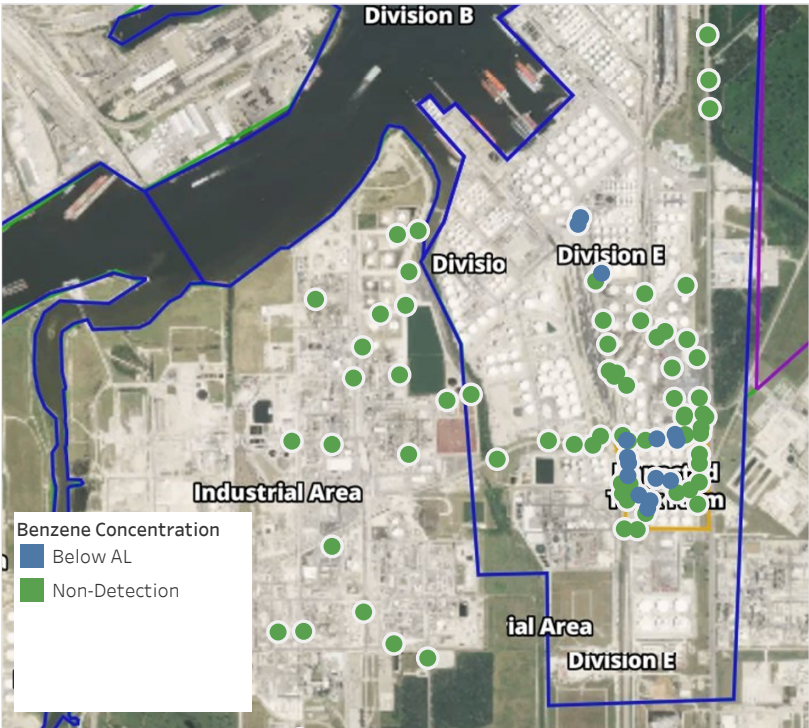 Division B
Division E
Divisio
Industrial Area
Benzene Concentration
Below AL
Non-Detection
ial Area
Division E